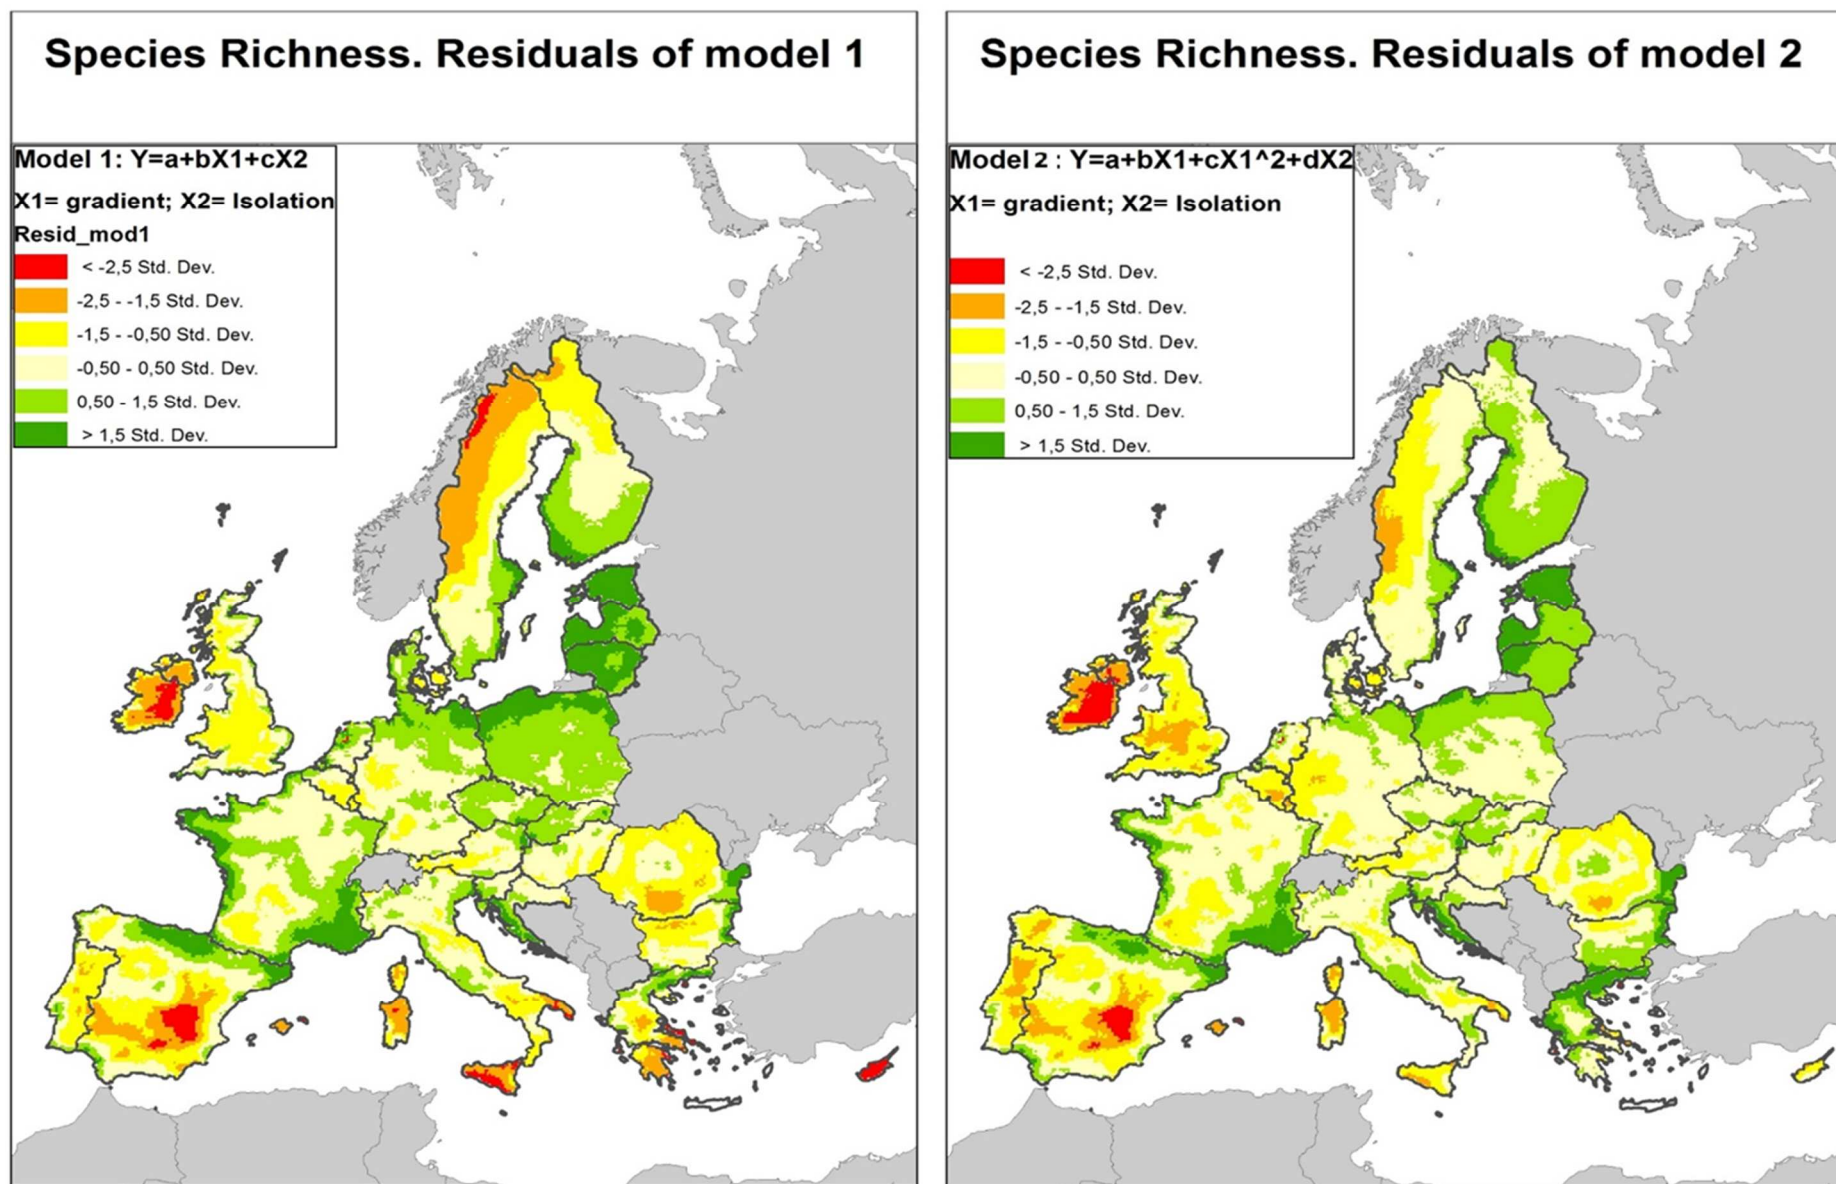 Species Richness. Residuals of model 1
Model 1: Y=a+bX1+cX2
X1= gradient; X2= Isolation
Resid_mod1
< -2,5 Std. Dev.
-2,5 - -1,5 Std. Dev.
-1,5 - -0,50 Std. Dev.
-0,50 - 0,50 Std. Dev.
0,50 - 1,5 Std. Dev.
> 1,5 Std. Dev.
Species Richness. Residuals of model 2
Model 2 : Y=a+bX1+cX1^2+dX2
X1= gradient; X2= Isolation
< -2,5 Std. Dev.
-2,5 - -1,5 Std. Dev.
-1,5 - -0,50 Std. Dev.
-0,50 - 0,50 Std. Dev.
0,50 - 1,5 Std. Dev.
> 1,5 Std. Dev.